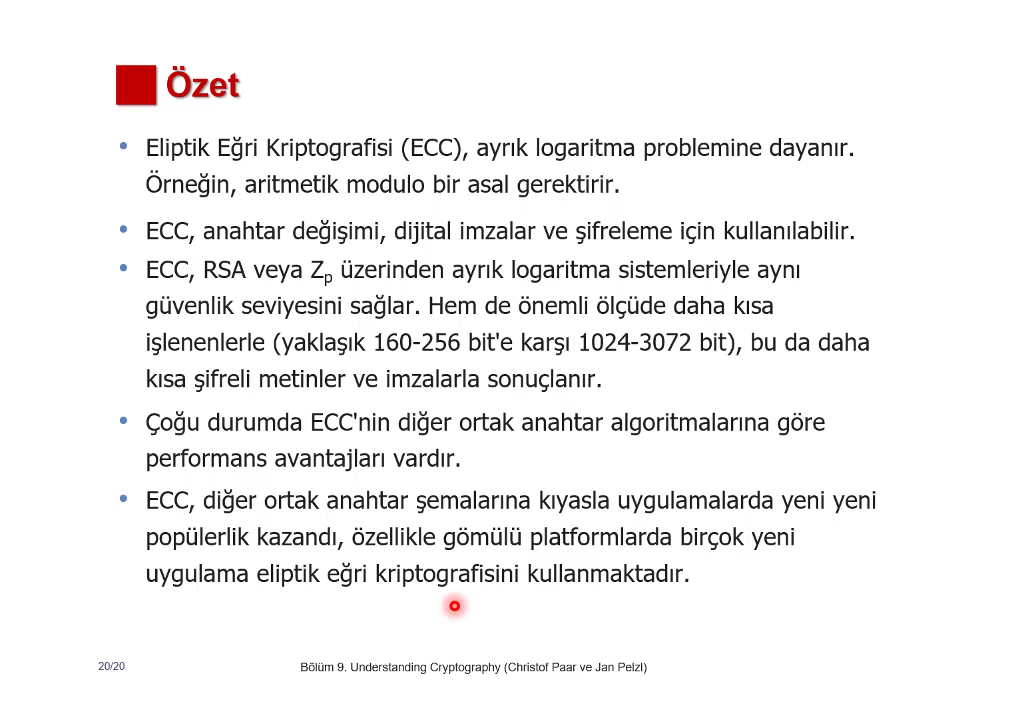 Özet
• Eliptik Eğri Kriptografisi (ECC), ayrık logaritma problemine dayanır.
Örneğin, aritmetik modulo bir asal gerektirir.
• ECC, anahtar değişimi, dijital imzalar ve şifreleme için kullanılabilir.
• ECC, RSA veya Zp üzerinden ayrık logaritma sistemleriyle aynı
güvenlik seviyesini sağlar. Hem de önemli ölçüde daha kısa
işlenenlerle (yaklaşık 160-256 bit'e karşı 1024-3072 bit), bu da daha
kısa şifreli metinler ve imzalarla sonuçlanır.
• Çoğu durumda ECC'nin diğer ortak anahtar algoritmalarına göre
performans avantajları vardır.
• ECC, diğer ortak anahtar şemalarına kıyasla uygulamalarda yeni yeni
popülerlik kazandı, özellikle gömülü platformlarda birçok yeni
uygulama eliptik eğri kriptografisini kullanmaktadır.
20/20
Bölüm 9. Understanding Cryptography (Christof Paar ve Jan Pelzl)